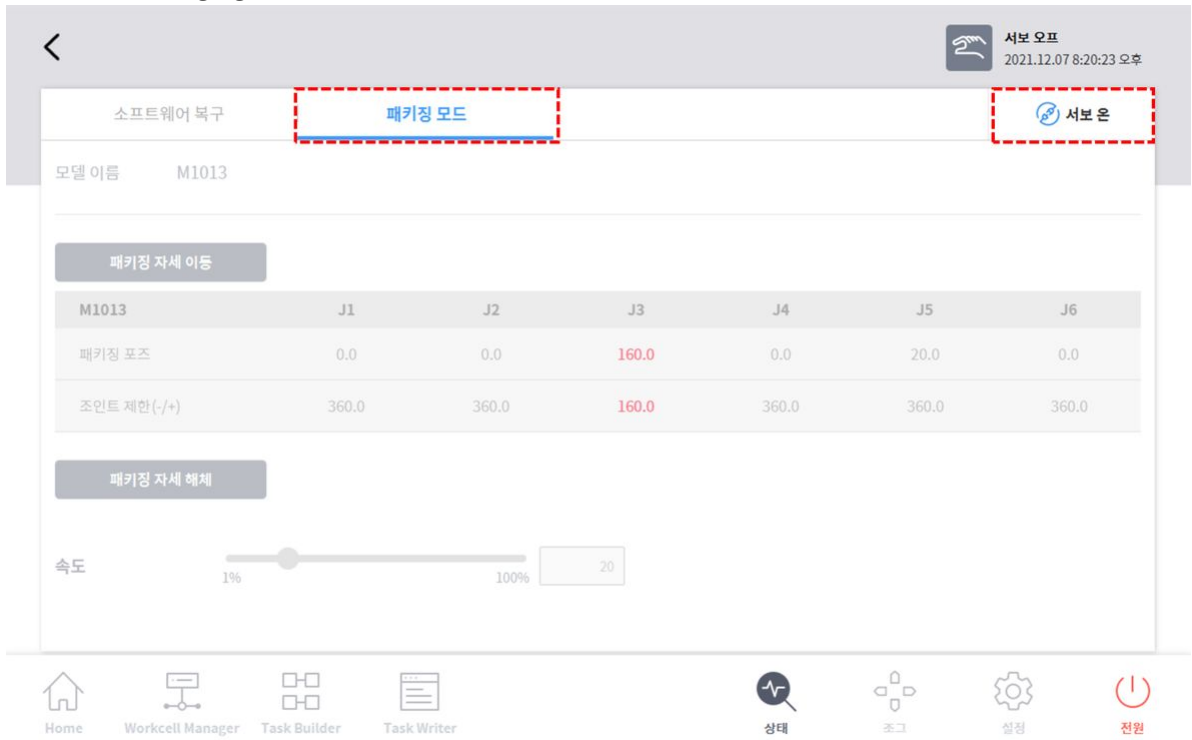 서보 오프
2021.12.07 8:20:23 오후
소프트웨어 복구 패키징 모드 서보 온
모델 이름 M1013
패키징 자세 이동
M1013 J1 J2 J3 J4 J5 J6
패키징 포즈 0.0 0.0 160.0 0.0 20.0 0.0
조인트 제한(-/+) 360.0 360.0 160.0 360.0 360.0 360.0
패키징 자세 해체
속도 1% 100% 20
Home Workcell Manager Task Builder Task Writer 상태 조그 설정 전원